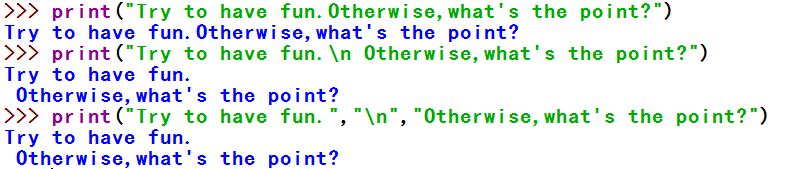 >>> print("Try to have fun.Otherwise,what's the point?")
Try to have fun.Otherwise,what's the point?
>>> print("Try to have fun.\n Otherwise,what's the point?")
Try to have fun.
 Otherwise,what's the point?
>>> print("Try to have fun.","\n","Otherwise,what's the point?")
Try to have fun.
 Otherwise,what's the point?